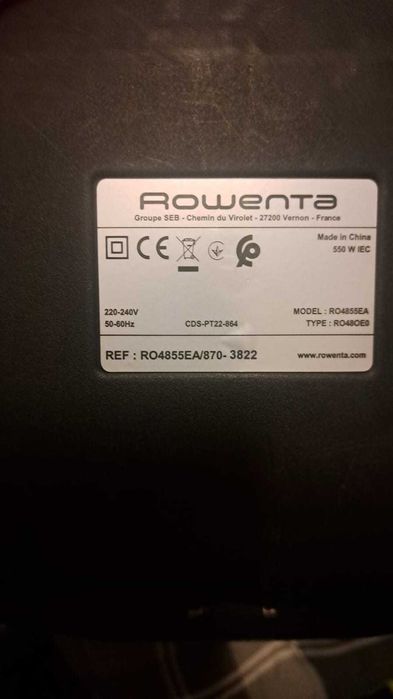 Rowenta
Groupe SEB - Chemin du Virolet - 27200 Vernon - France
Made in China
CE
550 W IEC
220-240V
MODEL : RO4855EA
50-60Hz
CDS-PT22-864
TYPE : RO48OE0
REF : RO4855EA/870- 3822
www.rowenta.com